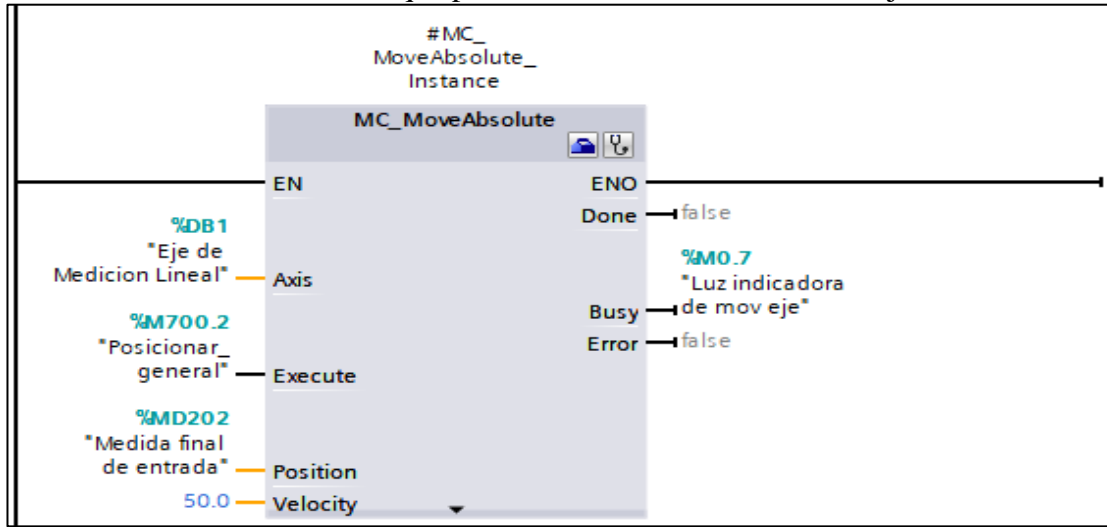 #MC_
MoveAbsolute_
Instance
MC_MoveAbsolute
EN
ENO
Done
false
%DB1
"Eje de
Medicion Lineal"
Axis
%M0.7
"Luz indicadora
de mov eje"
Busy
Error
false
%M700.2
"Posicionar_
general"
Execute
%MD202
"Medida final
de entrada"
Position
50.0
Velocity